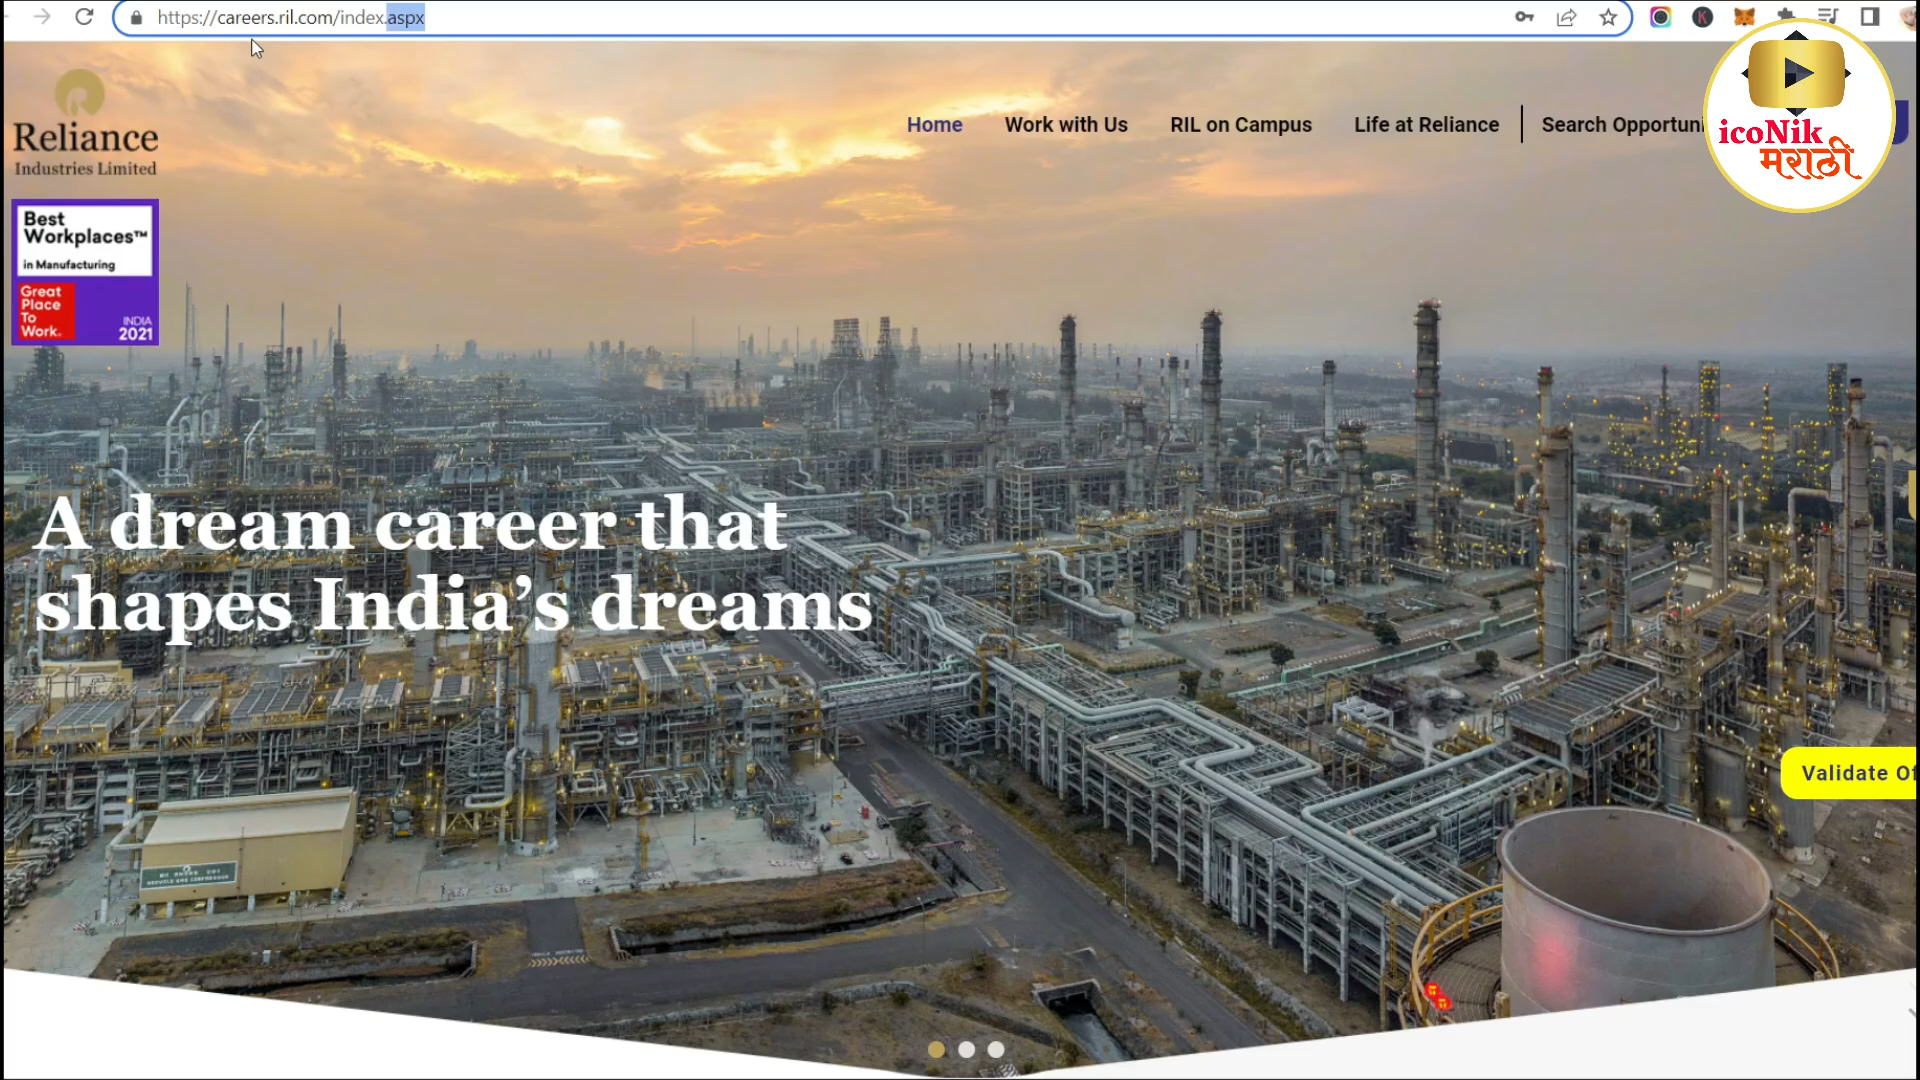 https://careers.ril.com/index.aspx
K
Reliance
Industries Limited
Home
Work with Us
RIL on Campus
Life at Reliance
Search Opportuni
icoNik
मराठी
Best
Workplaces™
in Manufacturing
Great
Place
To
Work.
INDIA
2021
A dream career that
shapes India's dreams
Validate Of